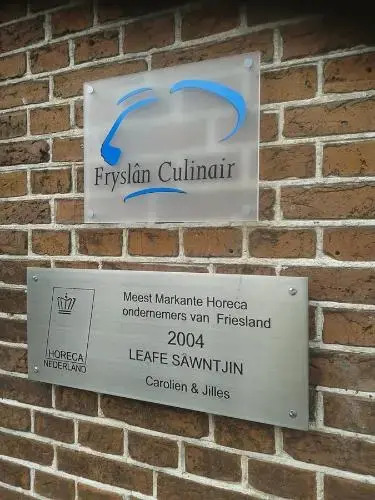 Fryslân Culinair
Meest Markante Horeca
ondernemers van Friesland
2004
LEAFE SÂWNTJIN
Carolien & Jilles
HORECA
NEDERLAND